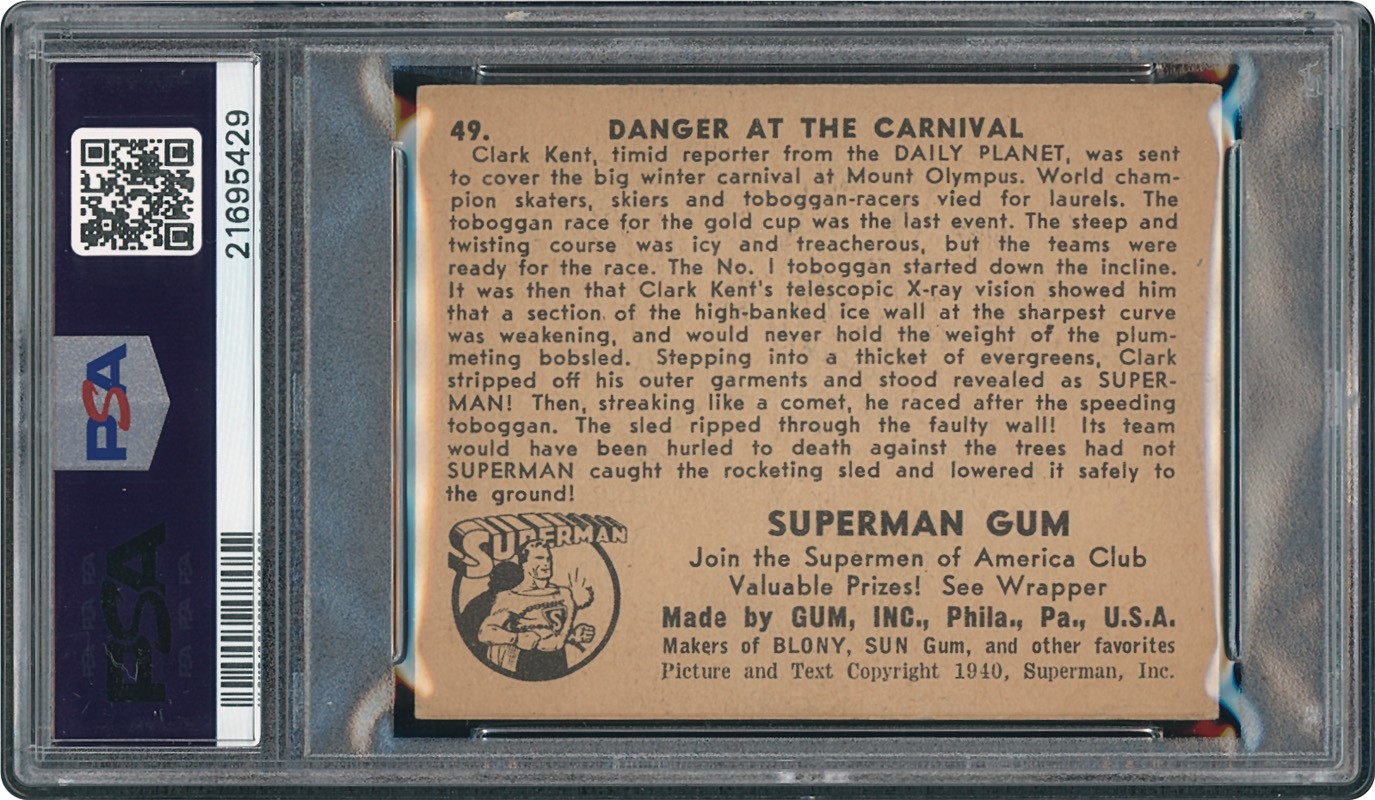 21695429
PSA
PSA
49. DANGER AT THE CARNIVAL
Clark Kent, timid reporter from the DAILY PLANET, was sent
to cover the big winter carnival at Mount Olympus. World cham-
pion skaters, skiers and toboggan-racers vied for laurels. The
toboggan race for the gold cup was the last event. The steep and
twisting course was icy and treacherous, but the teams were
ready for the race. The No. 1 toboggan started down the incline.
It was then that Clark Kent's telescopic X-ray vision showed him
that a section of the high-banked ice wall at the sharpest curve
was weakening, and would never hold the weight of the plum-
meting bobsled. Stepping into a thicket of evergreens, Clark
stripped off his outer garments and stood revealed as SUPER-
MAN! Then, streaking like a comet, he raced after the speeding
toboggan. The sled ripped through the faulty wall! Its team
would have been hurled to death against the trees had not
SUPERMAN caught the rocketing sled and lowered it safely to
the ground!
SUPERMAN
S
SUPERMAN GUM
Join the Supermen of America Club
Valuable Prizes! See Wrapper
Made by GUM, INC., Phila., Pa., U.S.A.
Makers of BLONY, SUN Gum, and other favorites
Picture and Text Copyright 1940, Superman, Inc.